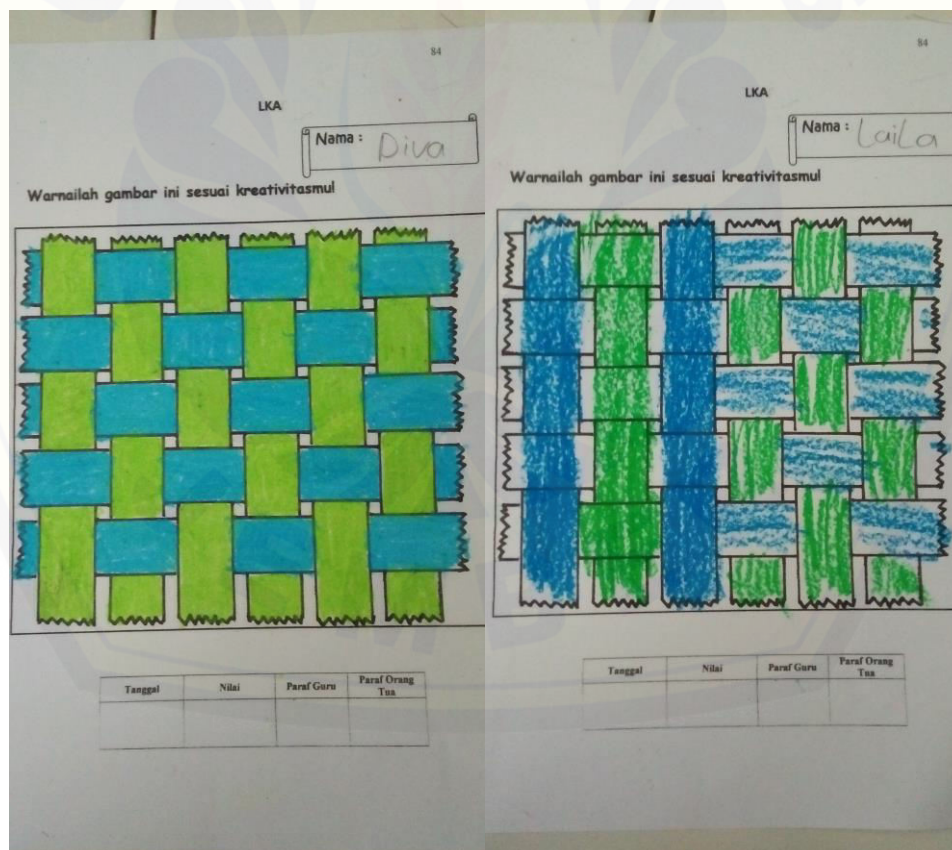 84
LKA
Nama : Diva
Warnailah gambar ini sesuai kreativitasmu!
Tanggal Nilai Paraf Guru Paraf Orang
Tua
84
LKA
Nama : Laila
Warnailah gambar ini sesuai kreativitasmu!
Tanggal Nilai Paraf Guru Paraf Orang
Tua